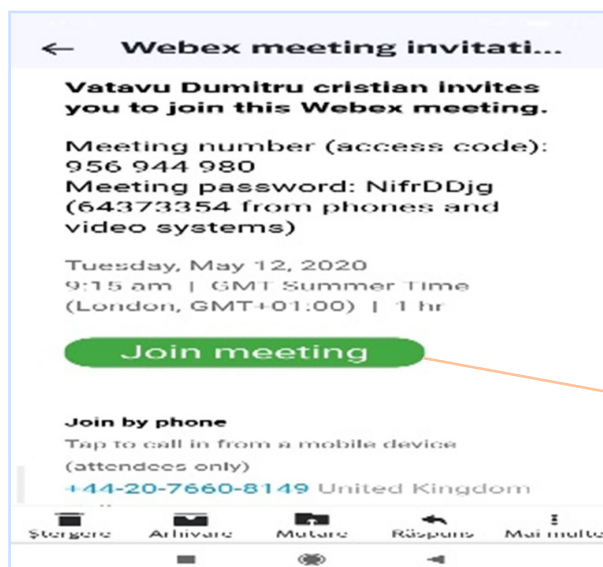 Webex meeting invitati...
Vatavu Dumitru cristian invites
you to join this Webex meeting.
Meeting number (access code):
956 944 980
Meeting password: NifrDDjg
(64373354 from phones and
video systems)
Tuesday, May 12, 2020
9:15 am | GMT Summer Time
(London, GMT+01:00) | 1 hr
Join meeting
Join by phone
Tap to call in from a mobile device
(attendees only)
+44-20-7660-8149 United Kingdom
Ștergere Arhivare Mutare Răspuns Mai multe